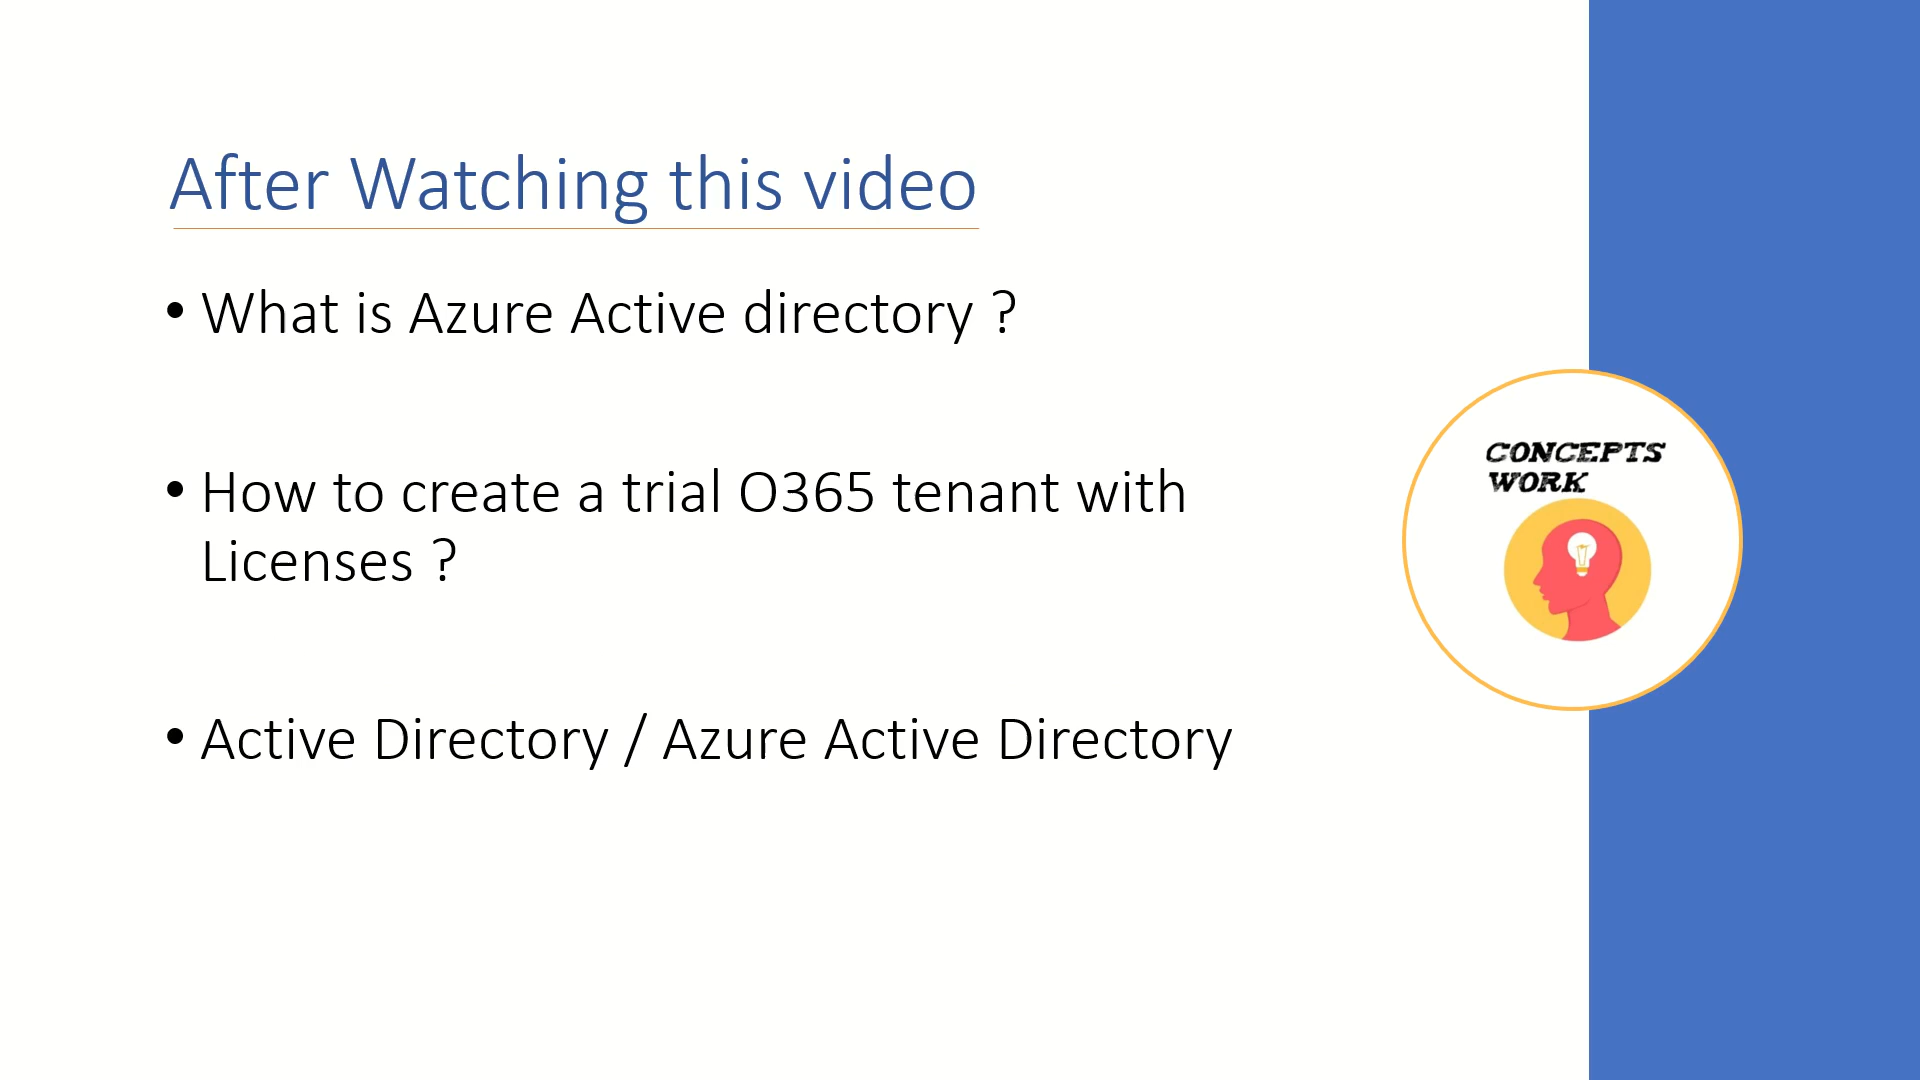 After Watching this video
• What is Azure Active directory ?
• How to create a trial O365 tenant with
Licenses ?
• Active Directory / Azure Active Directory
CONCEPTS
WORK